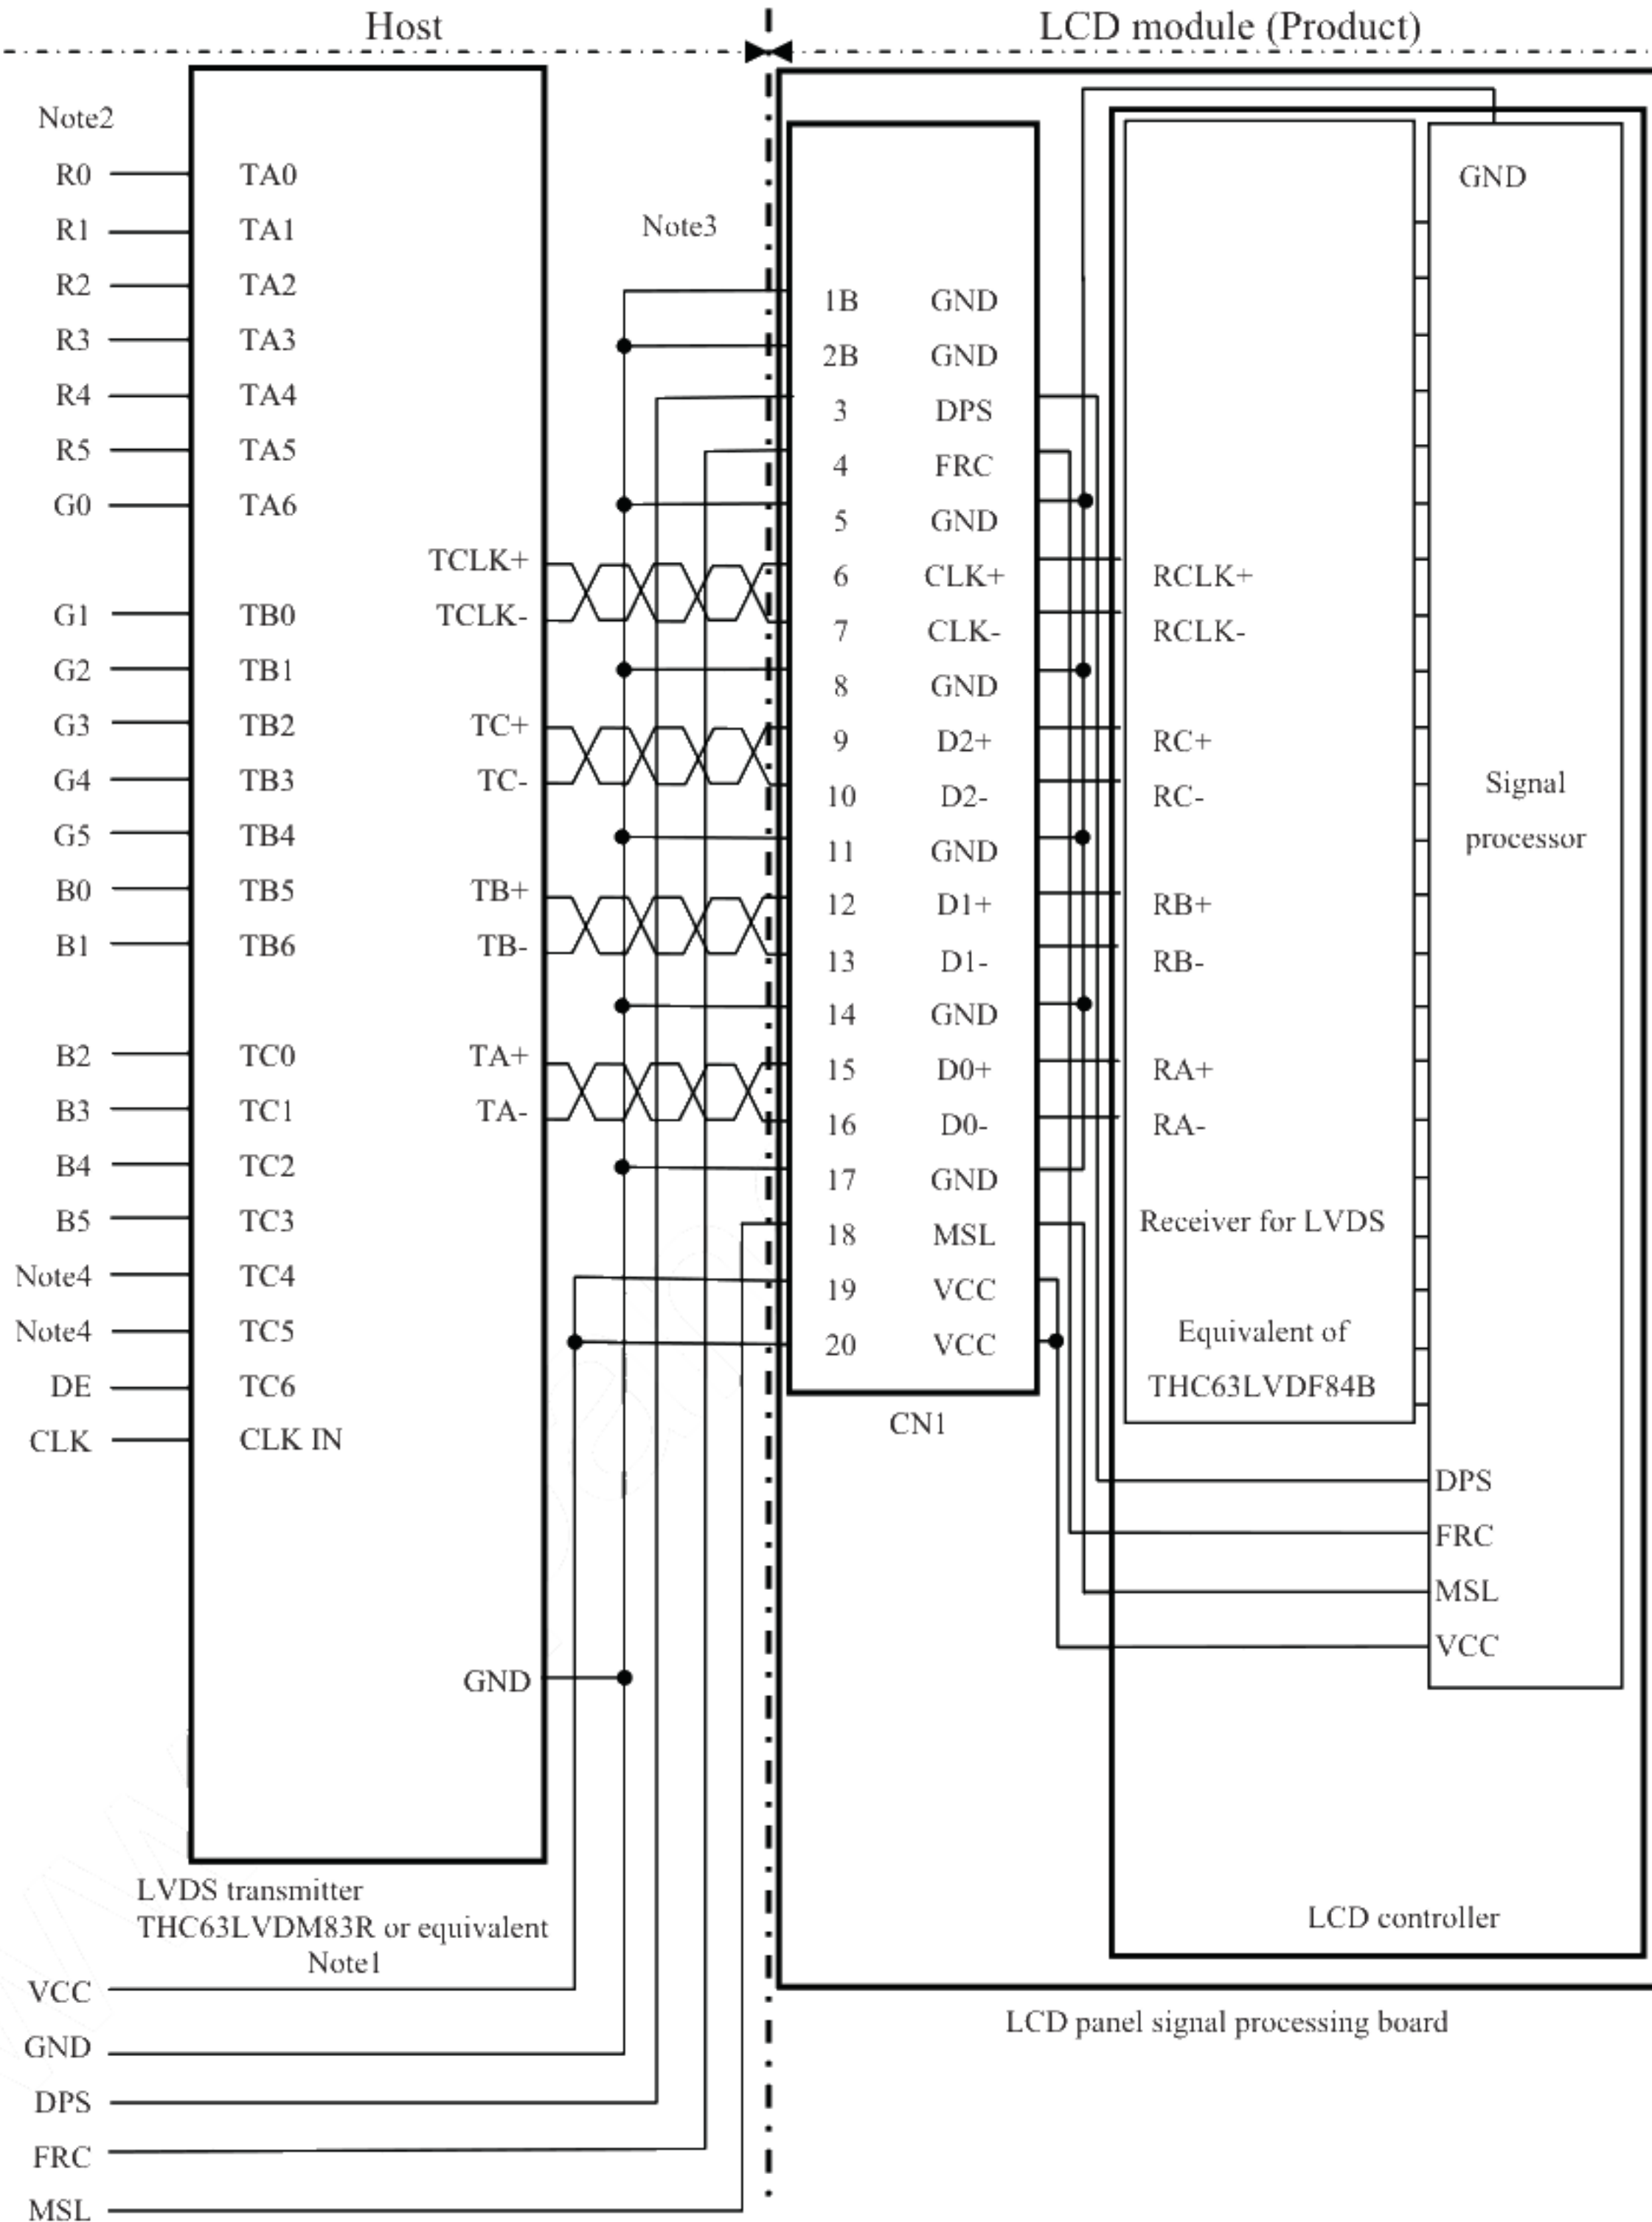 Host
LCD module (Product)
Note2
R0 TA0
R1 TA1
R2 TA2
R3 TA3
R4 TA4
R5 TA5
G0 TA6
G1 TB0
G2 TB1
G3 TB2
G4 TB3
G5 TB4
B0 TB5
B1 TB6
B2 TC0
B3 TC1
B4 TC2
B5 TC3
Note4 TC4
Note4 TC5
DE TC6
CLK CLK IN
TCLK+
TCLK-
TC+
TC-
TB+
TB-
TA+
TA-
GND
LVDS transmitter
THC63LVDM83R or equivalent
Note1
VCC
GND
DPS
FRC
MSL
Note3
1B GND
2B GND
3 DPS
4 FRC
5 GND
6 CLK+
7 CLK-
8 GND
9 D2+
10 D2-
11 GND
12 D1+
13 D1-
14 GND
15 D0+
16 D0-
17 GND
18 MSL
19 VCC
20 VCC
CN1
RCLK+
RCLK-
RC+
RC-
RB+
RB-
RA+
RA-
Receiver for LVDS
Equivalent of
THC63LVDF84B
GND
Signal
processor
DPS
FRC
MSL
VCC
LCD controller
LCD panel signal processing board